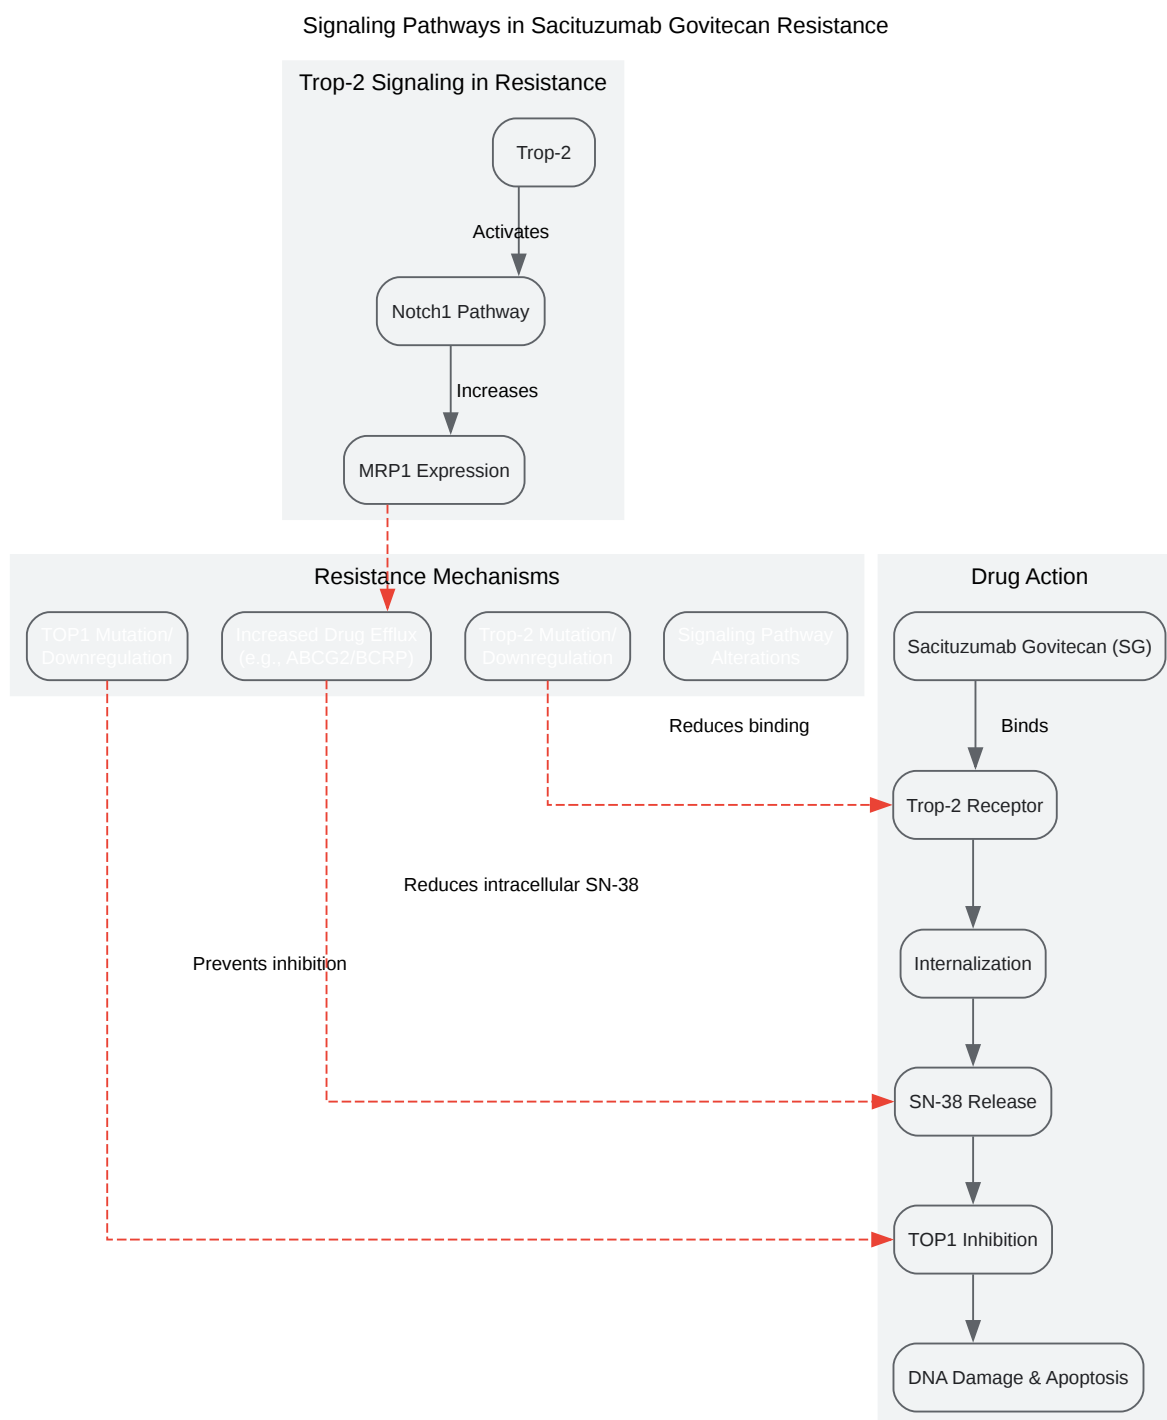 Signaling Pathways in Sacituzumab Govitecan Resistance
Trop-2 Signaling in Resistance
Trop-2
Activates
Notch1 Pathway
Increases
MRP1 Expression
Resistance Mechanisms
TOP1 Mutation/
Downregulation
Increased Drug Efflux
(e.g., ABCG2/BCRP)
Trop-2 Mutation/
Downregulation
Signaling Pathway
Alterations
Drug Action
Sacituzumab Govitecan (SG)
Reduces binding
Binds
Trop-2 Receptor
Reduces intracellular SN-38
Internalization
Prevents inhibition
SN-38 Release
TOP1 Inhibition
DNA Damage & Apoptosis